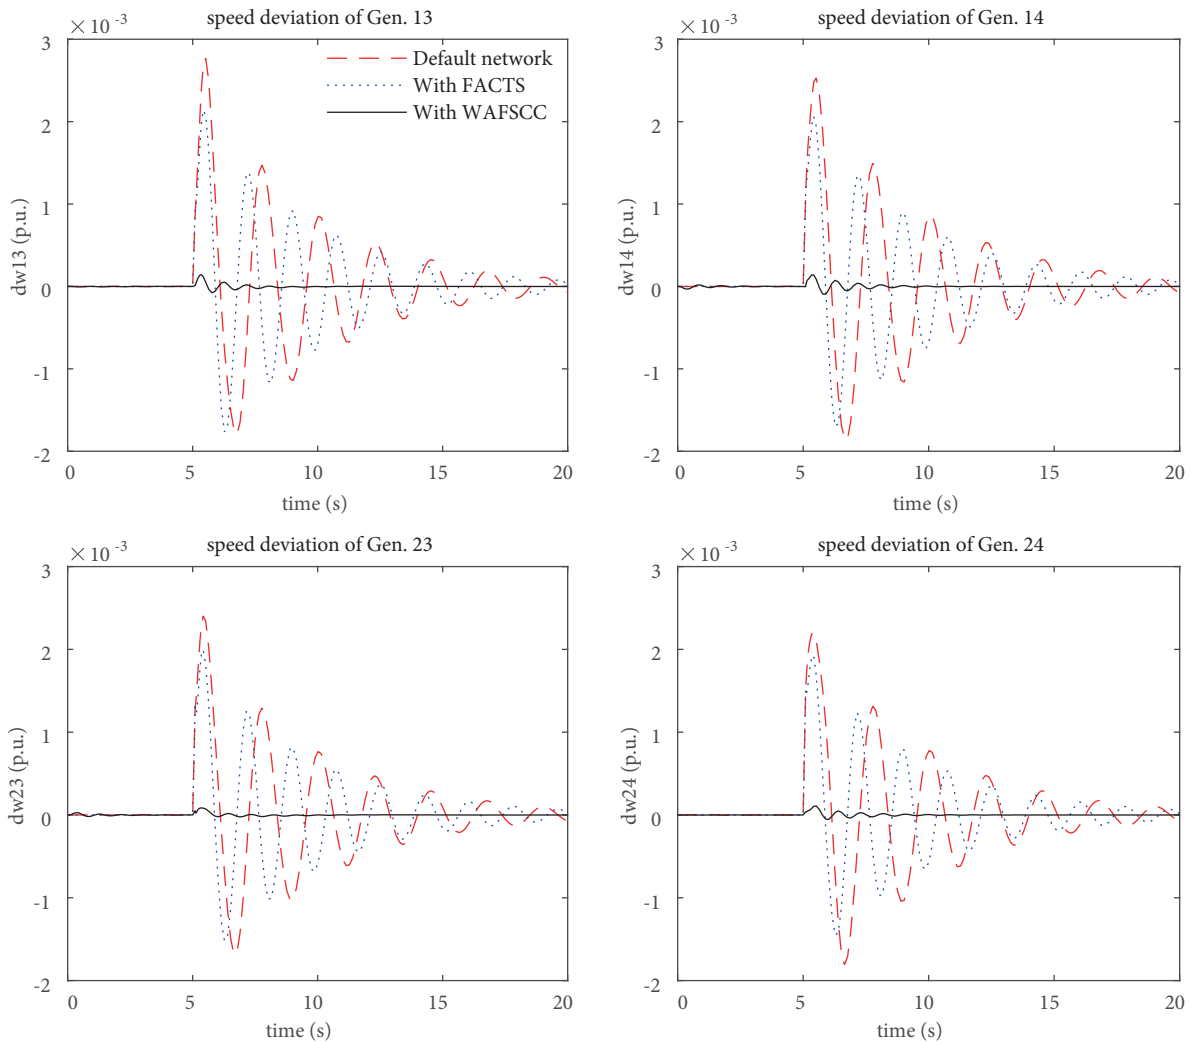 speed deviation of Gen. 13
× 10 -3
3
2
1
0
-1
-2
dw13 (p.u.)
Default network
With FACTS
With WAFSCC
0 5 10 15 20
time (s)
speed deviation of Gen. 14
× 10 -3
3
2
1
0
-1
-2
dw14 (p.u.)
0 5 10 15 20
time (s)
speed deviation of Gen. 23
× 10 -3
3
2
1
0
-1
-2
dw23 (p.u.)
0 5 10 15 20
time (s)
speed deviation of Gen. 24
× 10 -3
3
2
1
0
-1
-2
dw24 (p.u.)
0 5 10 15 20
time (s)